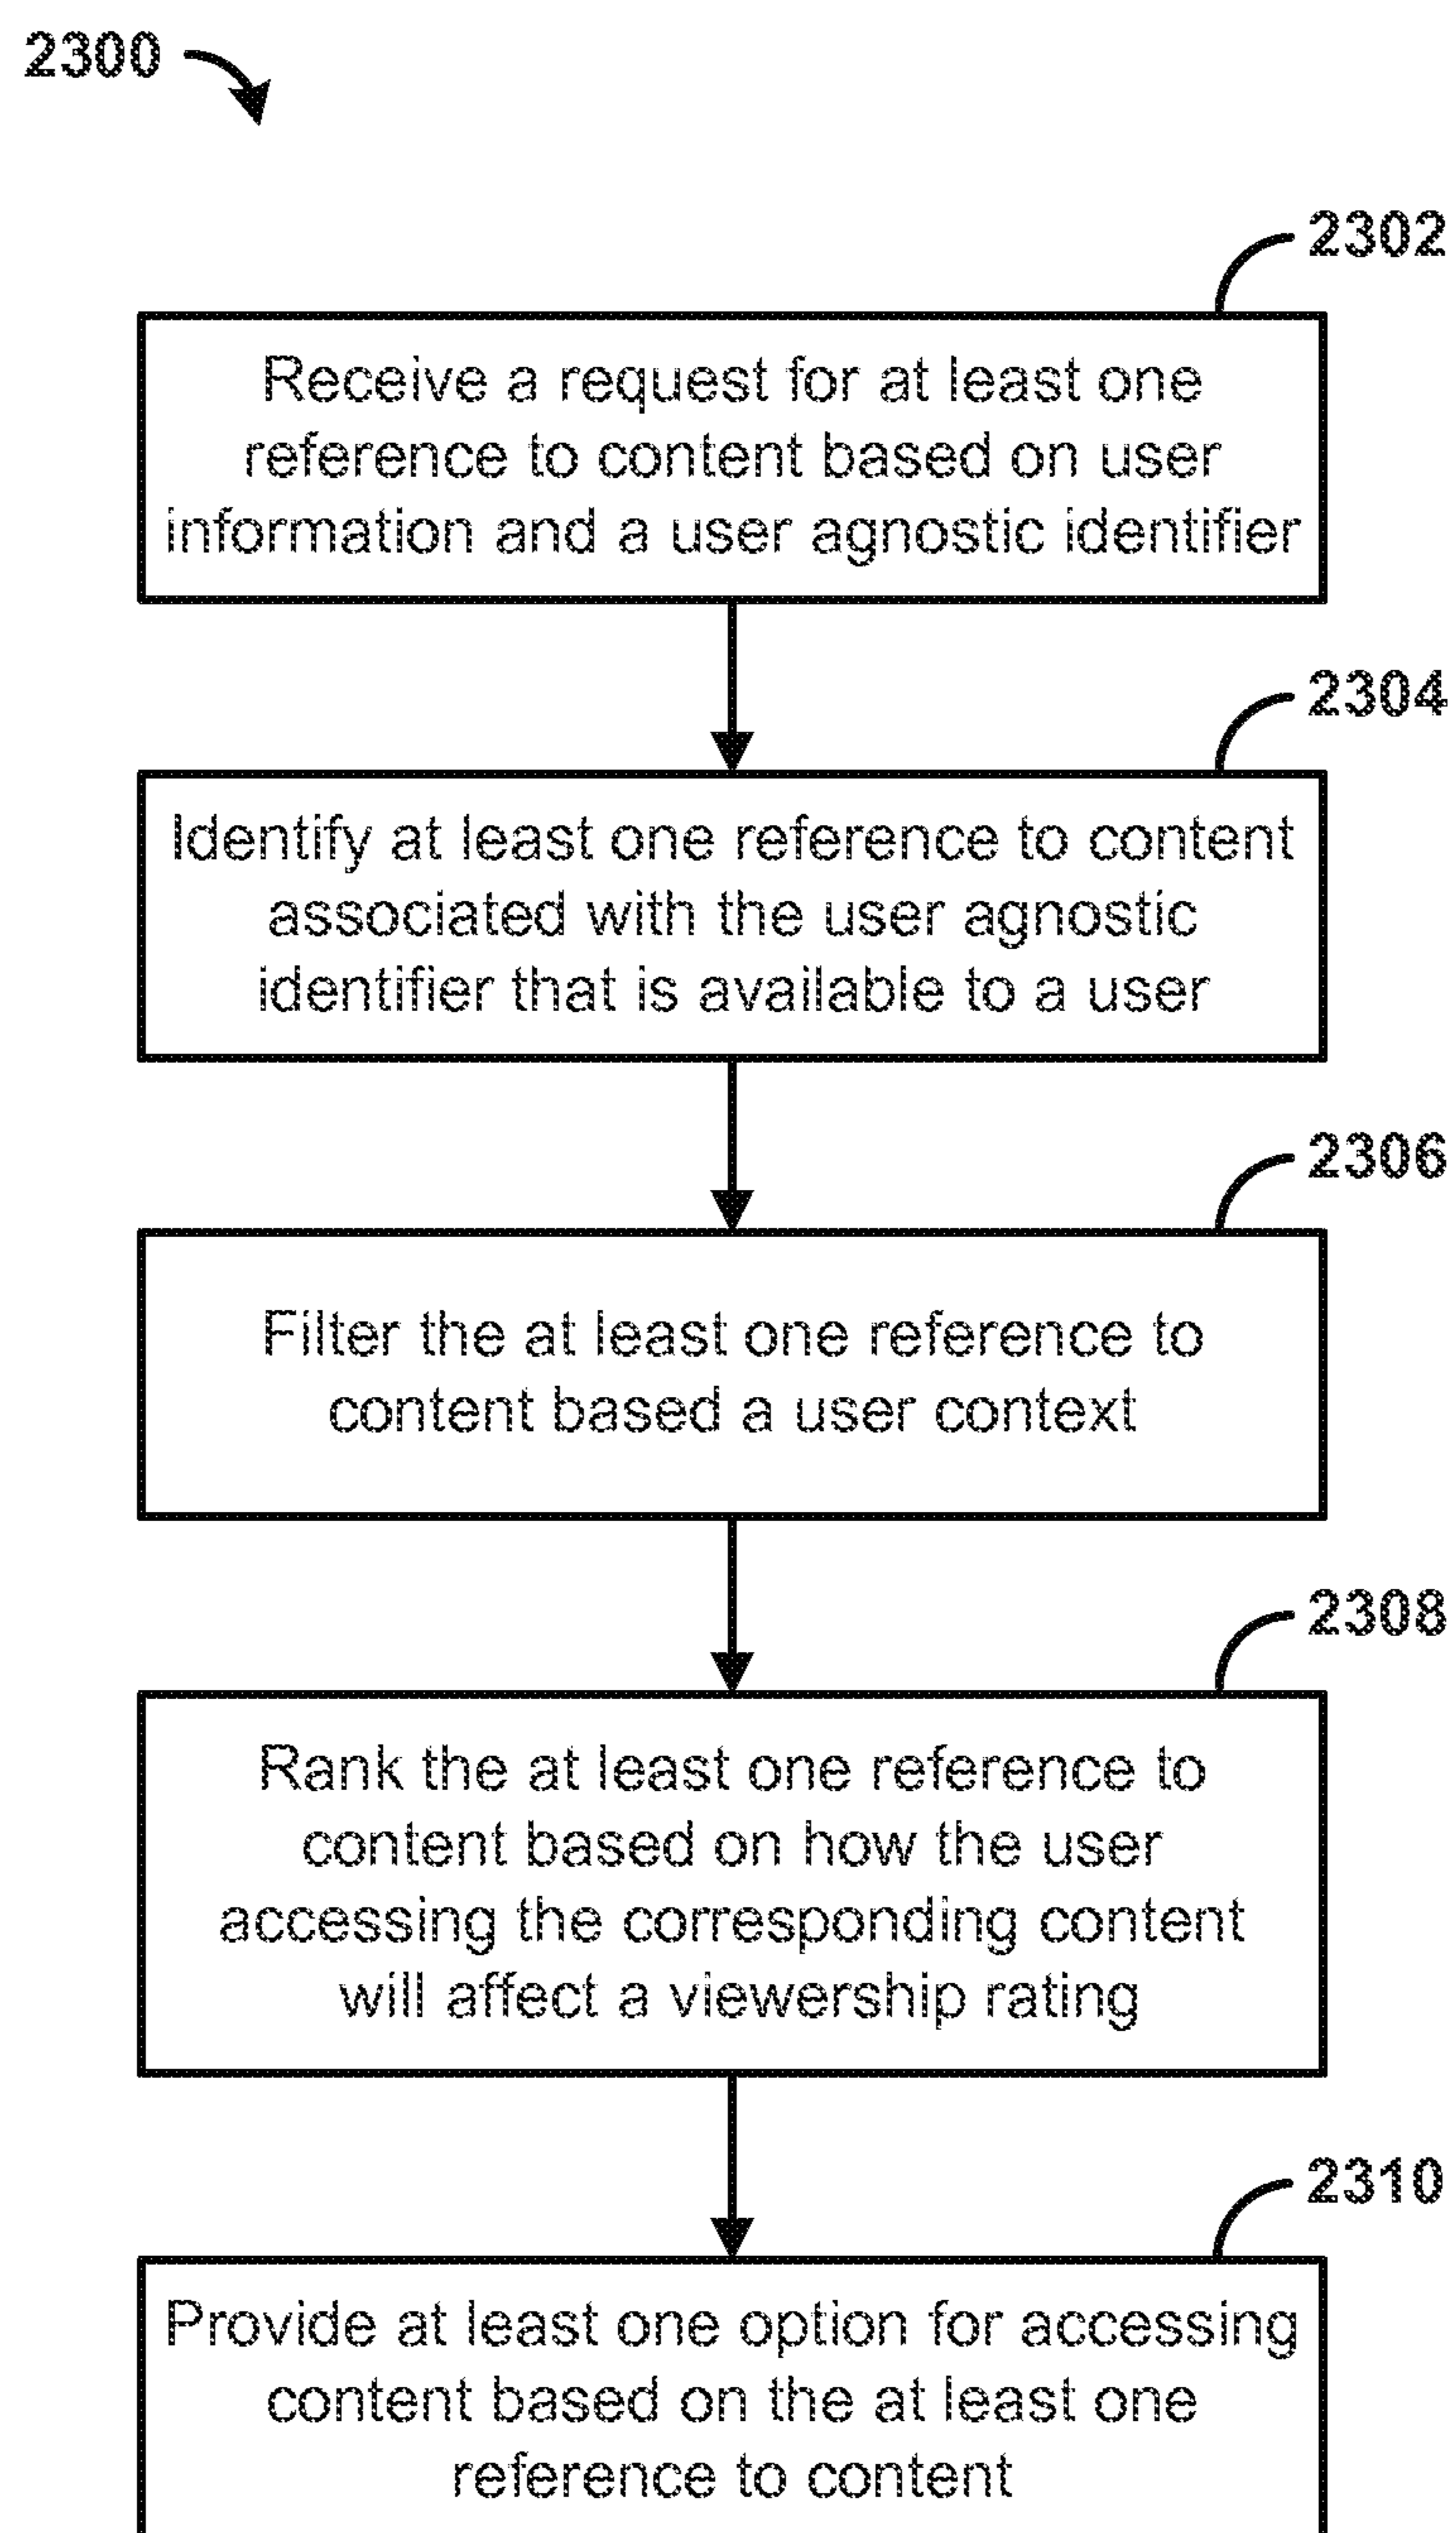 2300
2302
Receive a request for at least one
reference to content based on user
information and a user agnostic identifier
2304
Identify at least one reference to content
associated with the user agnostic
identifier that is available to a user
2306
Filter the at least one reference to
content based a user context
2308
Rank the at least one reference to
content based on how the user
accessing the corresponding content
will affect a viewership rating
2310
Provide at least one option for accessing
content based on the at least one
reference to content